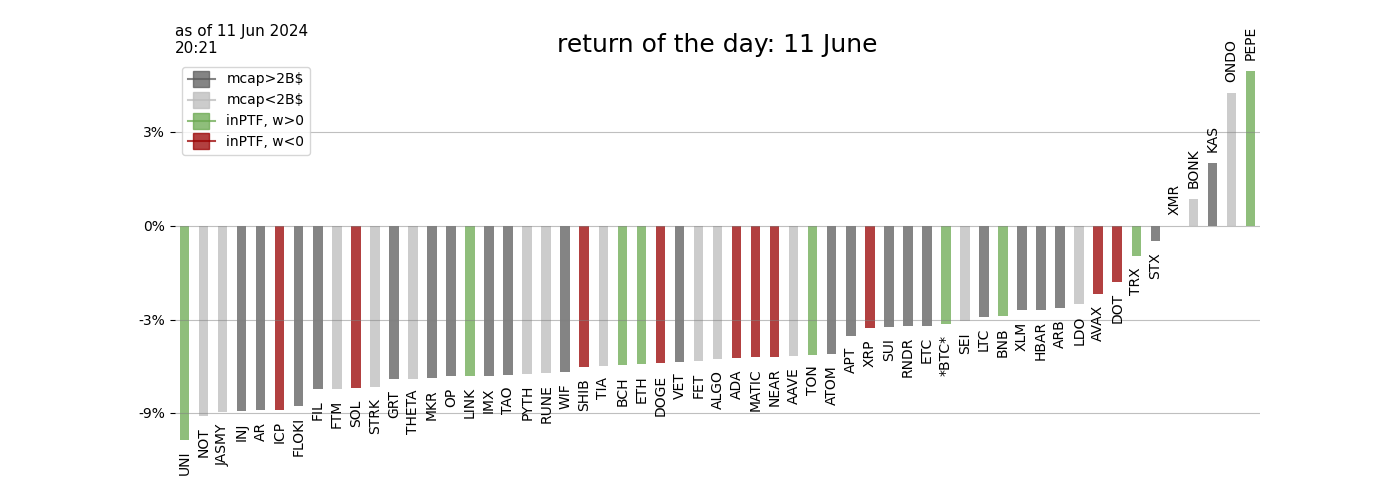 as of 11 Jun 2024
20:21
return of the day: 11 June
mcap>2B$
mcap<2B$
inPTF, w>0
inPTF, w<0
3%
0%
-3%
-9%
UNI
NOT
JASMY
INJ
AR
ICP
FLOKI
FIL
FTM
SOL
STRK
GRT
THETA
MKR
OP
LINK
IMX
TAO
PYTH
RUNE
WIF
SHIB
TIA
BCH
ETH
DOGE
VET
FET
ALGO
ADA
MATIC
NEAR
AAVE
TON
ATOM
APT
XRP
SUI
RNDR
ETC
*BTC*
SEI
LTC
BNB
XLM
HBAR
ARB
LDO
AVAX
DOT
TRX
STX
XMR
BONK
KAS
ONDO
PEPE